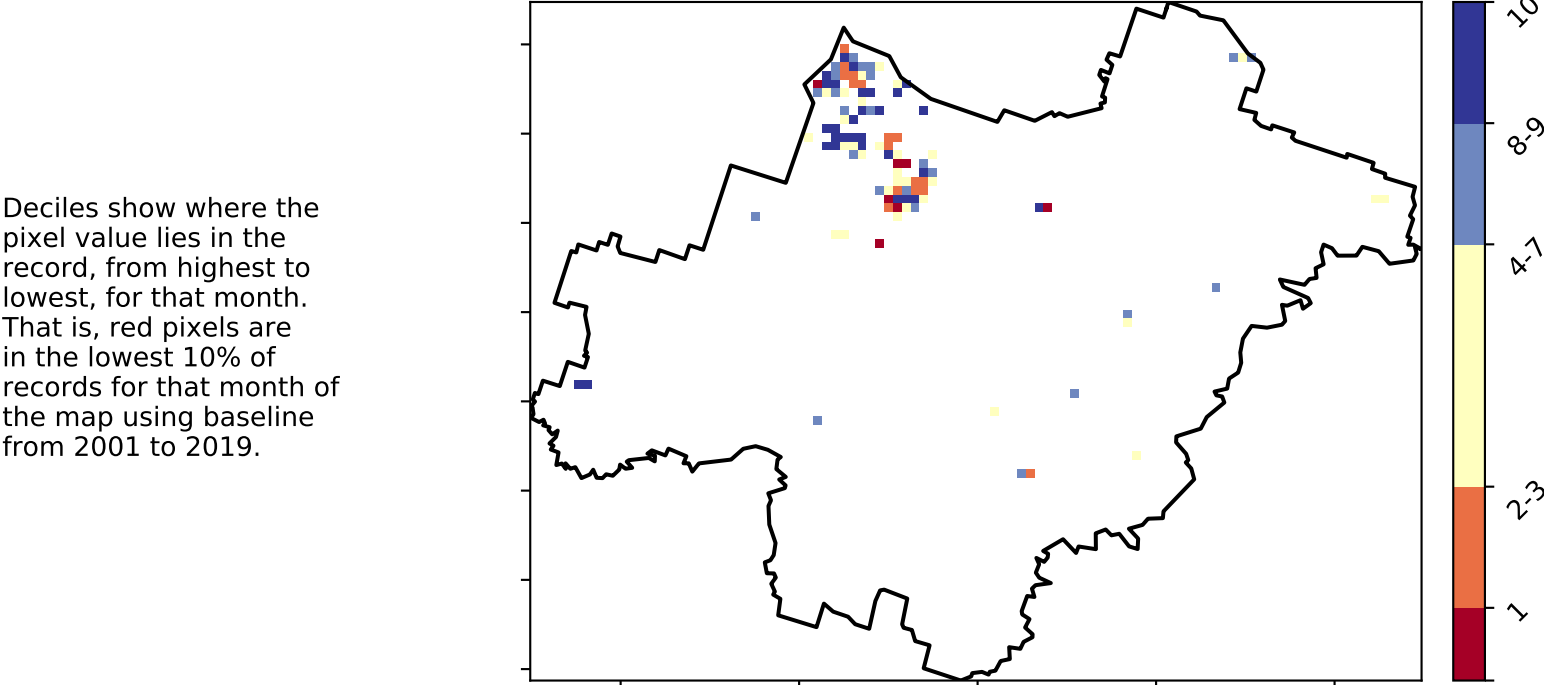 Deciles show where the
pixel value lies in the
record, from highest to
lowest, for that month.
That is, red pixels are
in the lowest 10% of
records for that month of
the map using baseline
from 2001 to 2019.
10
8-9
4-7
2-3
1